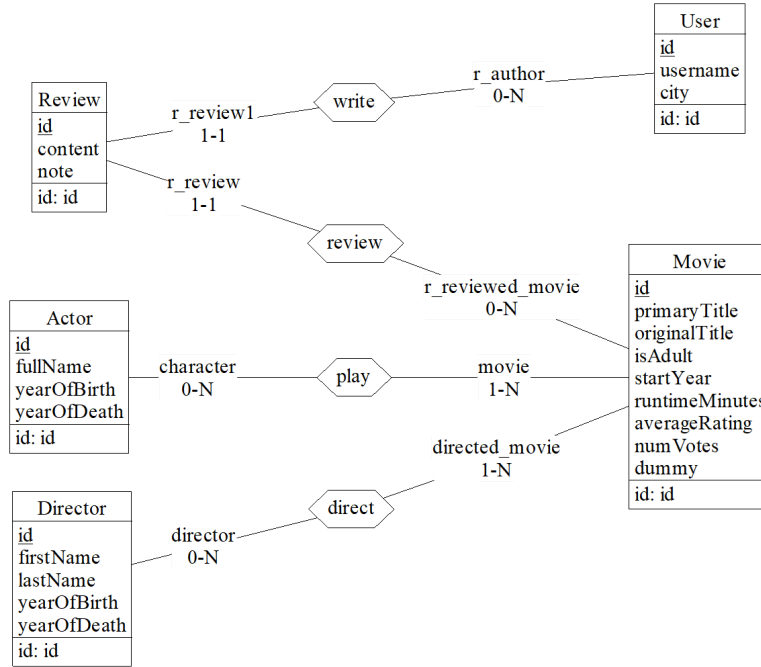 User
id
username
city
id: id
r_author
0-N
write
Review
id
content
note
id: id
r_review1
1-1
r_review
1-1
review
r_reviewed_movie
0-N
Movie
id
primaryTitle
originalTitle
isAdult
startYear
runtimeMinutes
averageRating
numVotes
dummy
id: id
Actor
id
fullName
yearOfBirth
yearOfDeath
id: id
character
0-N
play
movie
1-N
directed_movie
1-N
direct
director
0-N
Director
id
firstName
lastName
yearOfBirth
yearOfDeath
id: id